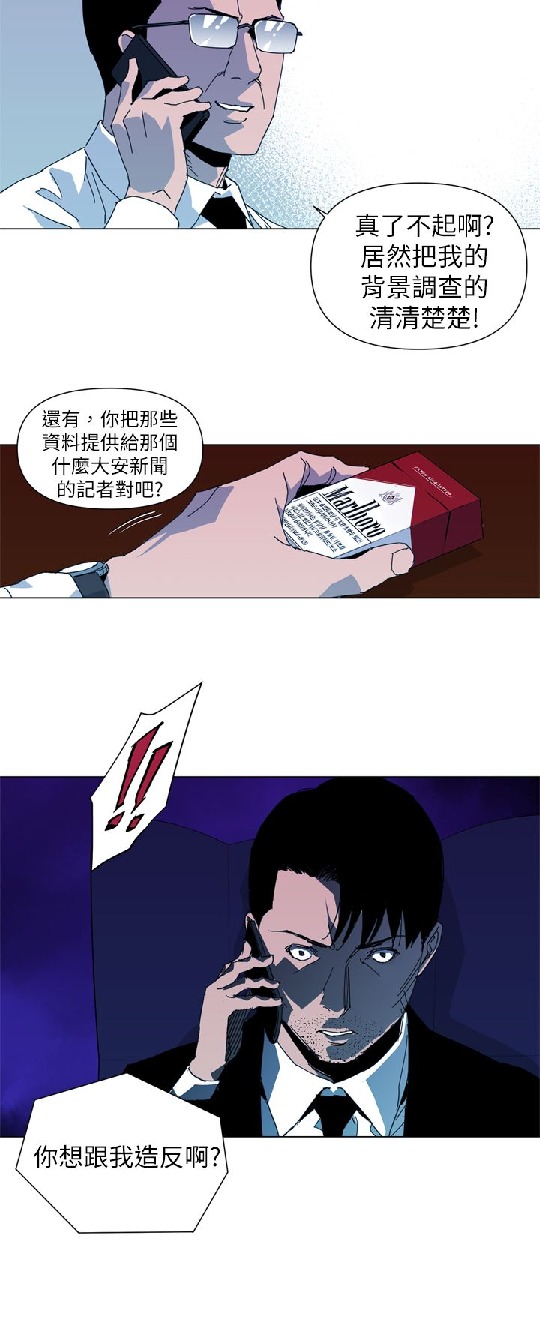 真了不起啊?
居然把我的
背景調查的
清清楚楚!
還有，你把那些
資料提供給那個
什麼大安新聞
的記者對吧?
Marlboro
!!
你想跟我造反啊?